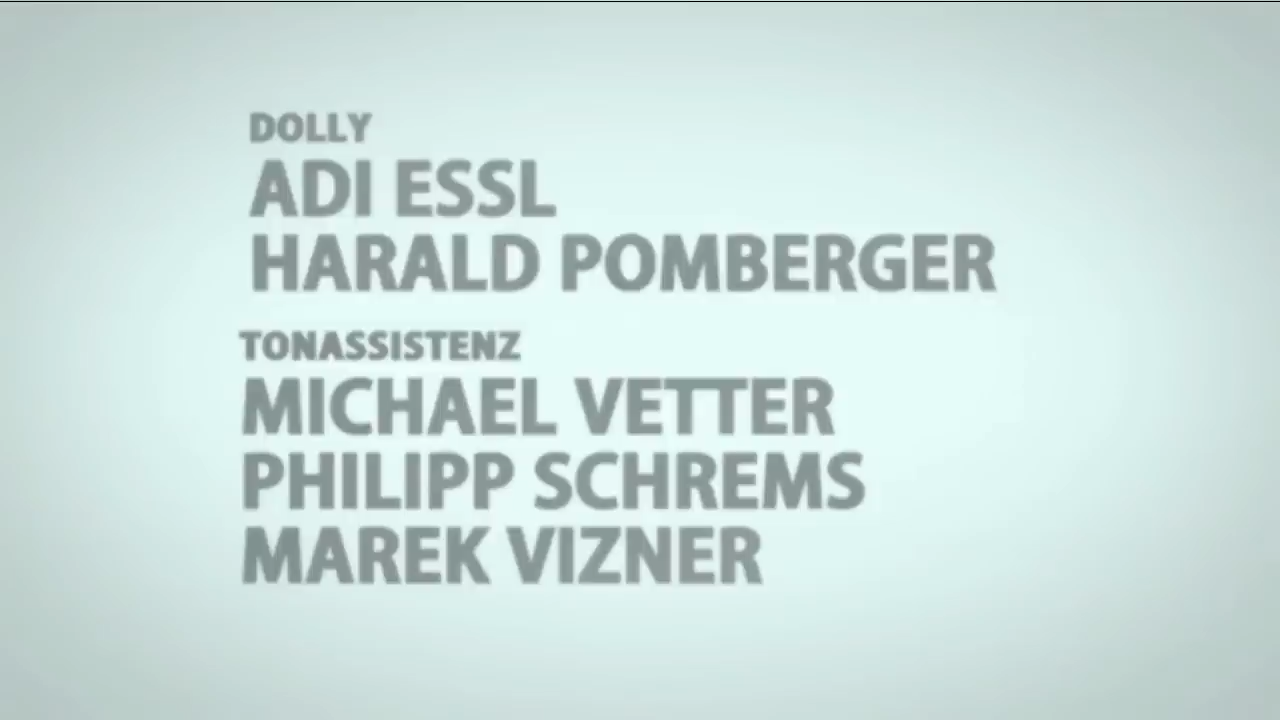 DOLLY
ADI ESSL
HARALD POMBERGER
TONASSISTENZ
MICHAEL VETTER
PHILIPP SCHREMS
MAREK VIZNER